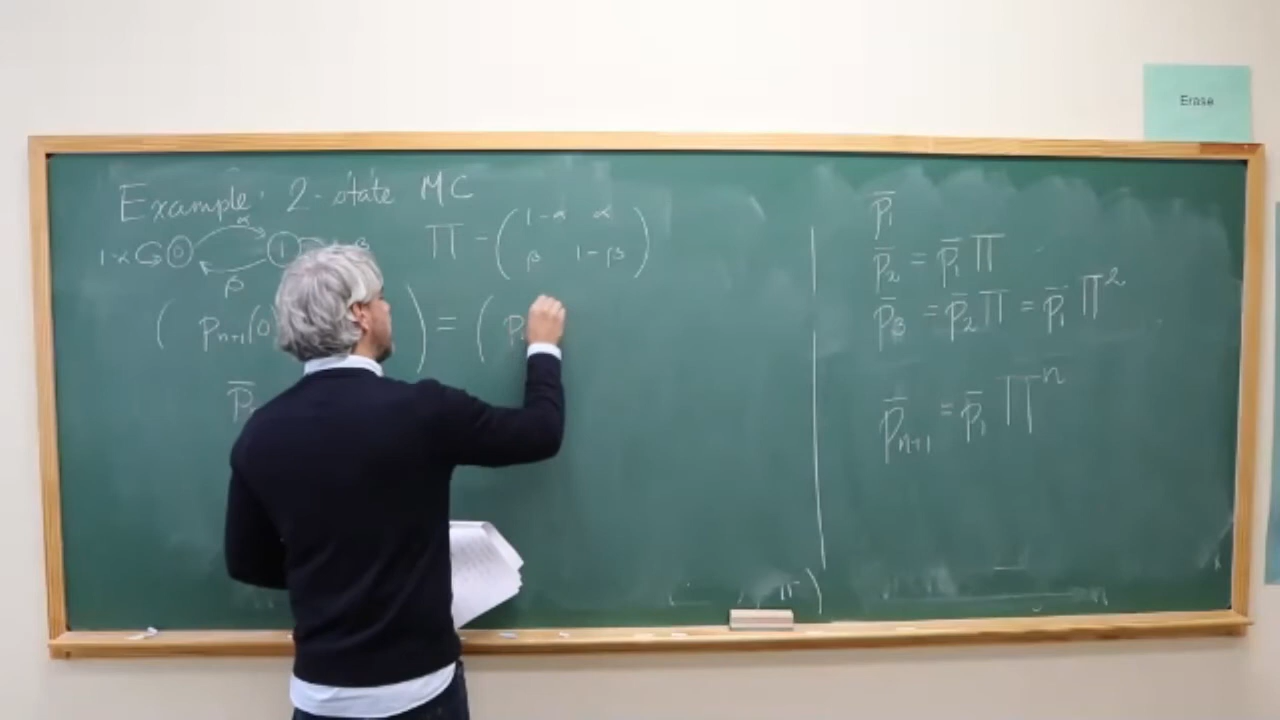 Erase
Example: 2-state MC
α
1-α 0 1 β
β
Π = ( 1-α α
β 1-β )
( pₙ₊₁(0 ) = ( p
p̄
p̄₁
p̄₂ = p̄₁ Π
p̄₃ = p̄₂ Π = p̄₁ Π²
p̄ₙ₊₁ = p̄₁ Πⁿ